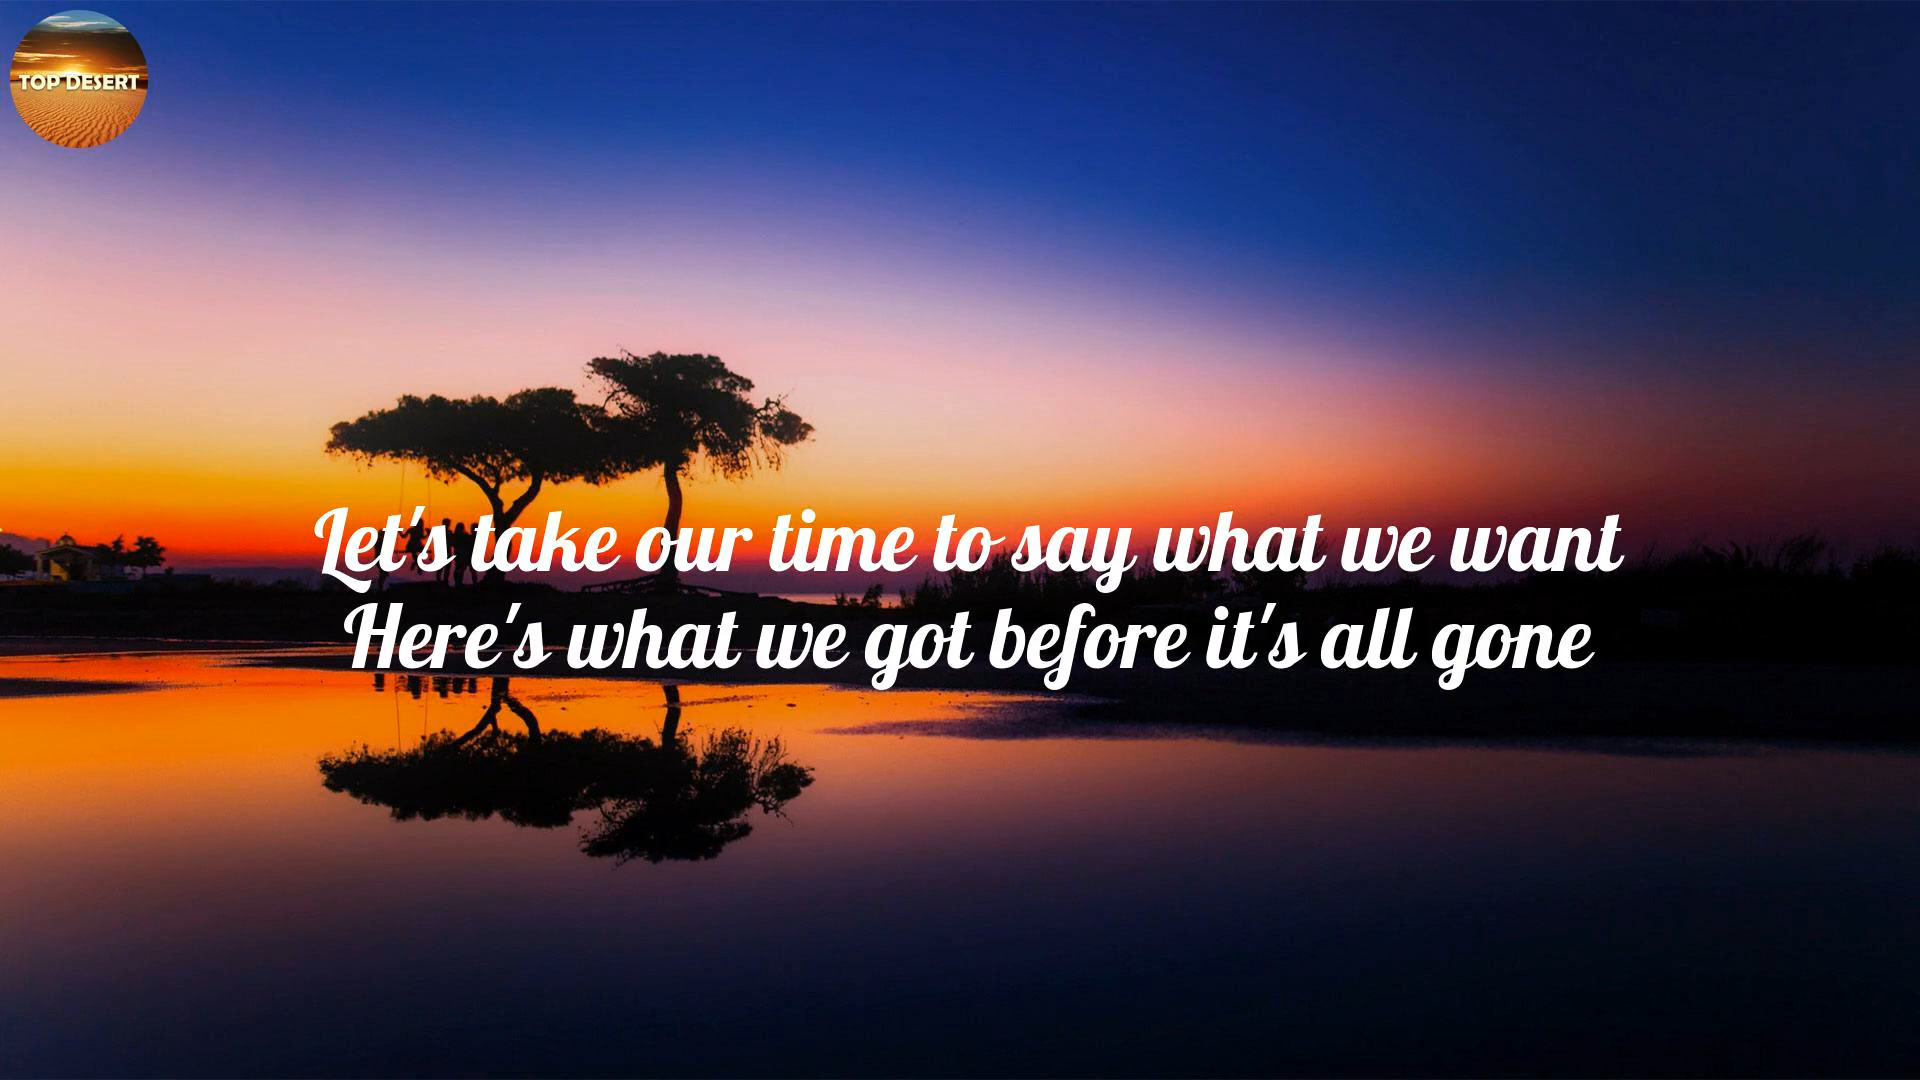 TOP DESERT
Let's take our time to say what we want
Here's what we got before it's all gone